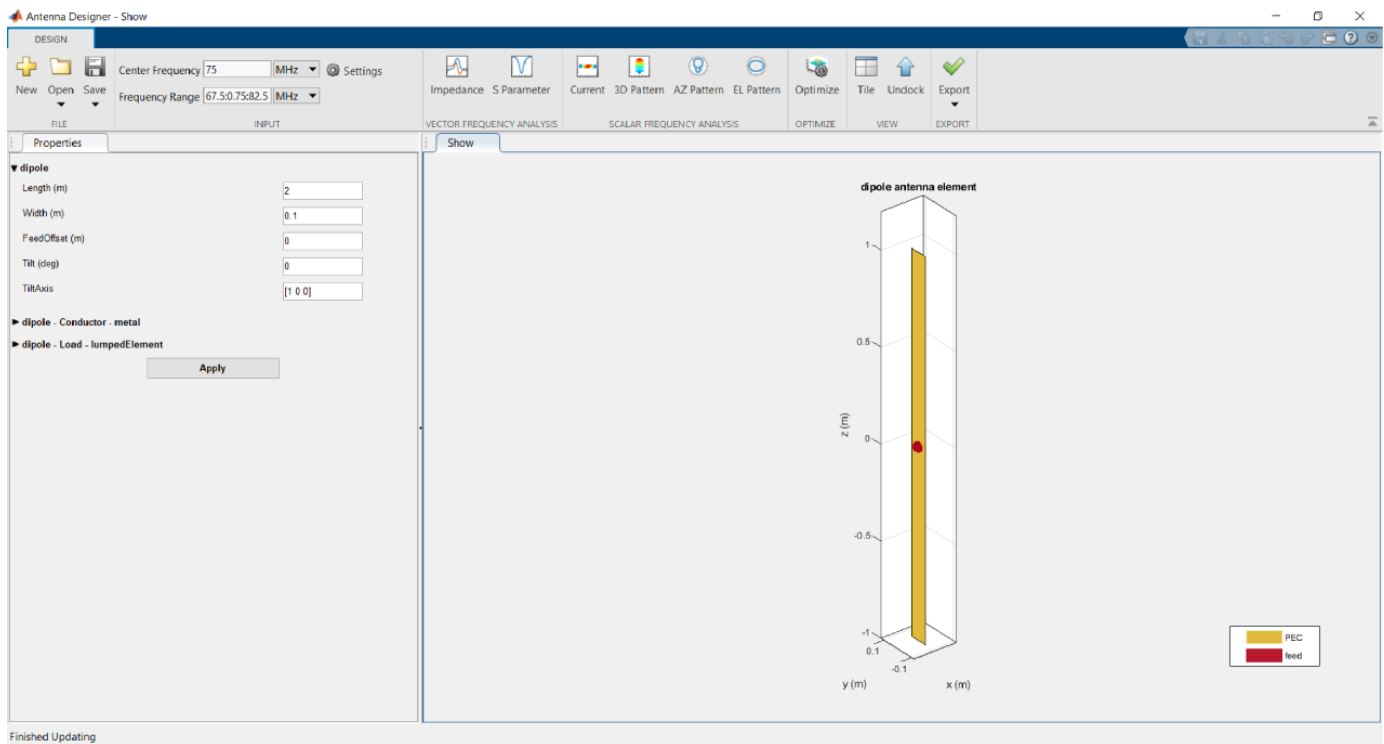 Antenna Designer - Show
DESIGN
New Open Save
FILE
Center Frequency 75 MHz Settings
Frequency Range 67.5:0.75:82.5 MHz
INPUT
Impedance S Parameter
VECTOR FREQUENCY ANALYSIS
Current 3D Pattern AZ Pattern EL Pattern
SCALAR FREQUENCY ANALYSIS
Optimize
OPTIMIZE
Tile Undock
VIEW
Export
EXPORT
Properties
dipole
Length (m) 2
Width (m) 0.1
FeedOffset (m) 0
Tilt (deg) 0
TiltAxis [1 0 0]
dipole - Conductor - metal
dipole - Load - lumpedElement
Apply
Show
dipole antenna element
1
0.5
z (m)
0
-0.5
-1
0.1
-0.1
y (m)
x (m)
PEC
feed
Finished Updating